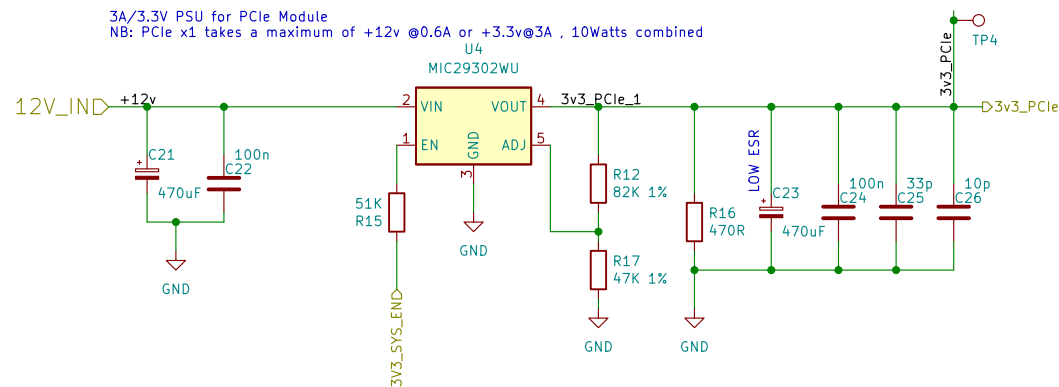 3A/3.3V PSU for PCIe Module
NB: PCIe x1 takes a maximum of +12v @0.6A or +3.3v@3A , 10Watts combined
U4
MIC29302WU
TP4
3v3_PCIe
12V_IN
+12v
2
VIN
VOUT
4
3v3_PCIe_1
3v3_PCIe
1
EN
GND
ADJ
5
3
C21
470uF
100n
C22
51K
R15
GND
R12
82K 1%
R16
470R
LOW ESR
C23
470uF
100n
C24
33p
C25
10p
C26
R17
47K 1%
GND
GND
GND
3V3_SYS_EN